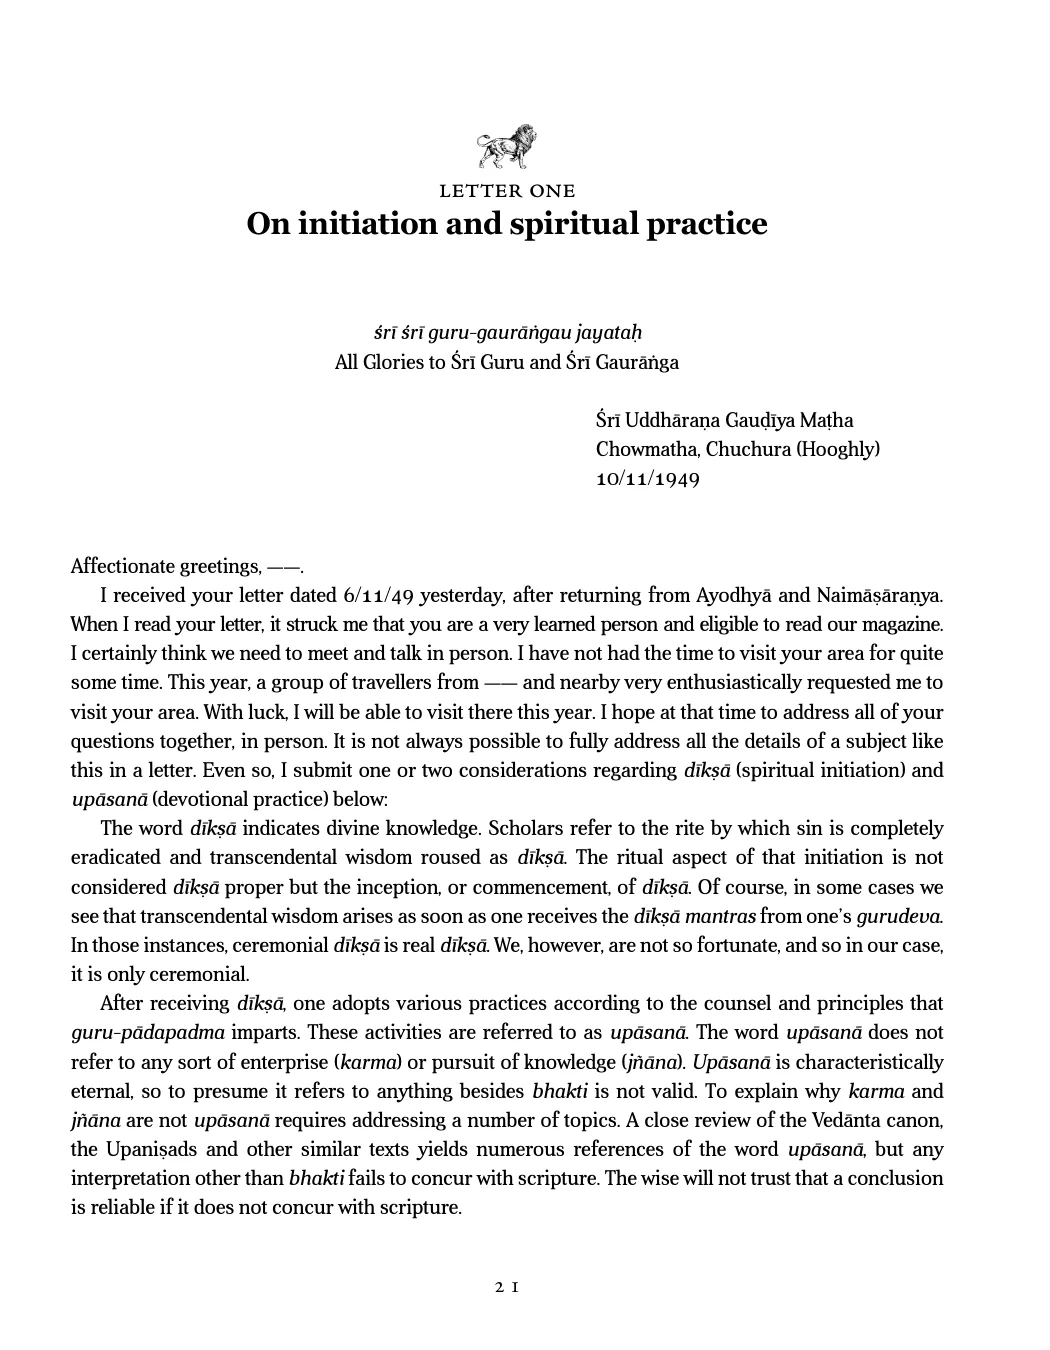 LETTER ONE
On initiation and spiritual practice
śrī śrī guru-gaurāṅgau jayataḥ
All Glories to Śrī Guru and Śrī Gaurāṅga
Śrī Uddhāraṇa Gauḍīya Maṭha
Chowmatha, Chuchura (Hooghly)
10/11/1949
Affectionate greetings, ——.
I received your letter dated 6/11/49 yesterday, after returning from Ayodhyā and Naimāṣāraṇya.
When I read your letter, it struck me that you are a very learned person and eligible to read our magazine.
I certainly think we need to meet and talk in person. I have not had the time to visit your area for quite
some time. This year, a group of travellers from —— and nearby very enthusiastically requested me to
visit your area. With luck, I will be able to visit there this year. I hope at that time to address all of your
questions together, in person. It is not always possible to fully address all the details of a subject like
this in a letter. Even so, I submit one or two considerations regarding dīkṣā (spiritual initiation) and
upāsanā (devotional practice) below:
The word dīkṣā indicates divine knowledge. Scholars refer to the rite by which sin is completely
eradicated and transcendental wisdom roused as dīkṣā. The ritual aspect of that initiation is not
considered dīkṣā proper but the inception, or commencement, of dīkṣā. Of course, in some cases we
see that transcendental wisdom arises as soon as one receives the dīkṣā mantras from one's gurudeva.
In those instances, ceremonial dīkṣā is real dīkṣā. We, however, are not so fortunate, and so in our case,
it is only ceremonial.
After receiving dīkṣā, one adopts various practices according to the counsel and principles that
guru-pādapadma imparts. These activities are referred to as upāsanā. The word upāsanā does not
refer to any sort of enterprise (karma) or pursuit of knowledge (jñāna). Upāsanā is characteristically
eternal, so to presume it refers to anything besides bhakti is not valid. To explain why karma and
jñāna are not upāsanā requires addressing a number of topics. A close review of the Vedānta canon,
the Upaniṣads and other similar texts yields numerous references of the word upāsanā, but any
interpretation other than bhakti fails to concur with scripture. The wise will not trust that a conclusion
is reliable if it does not concur with scripture.
21